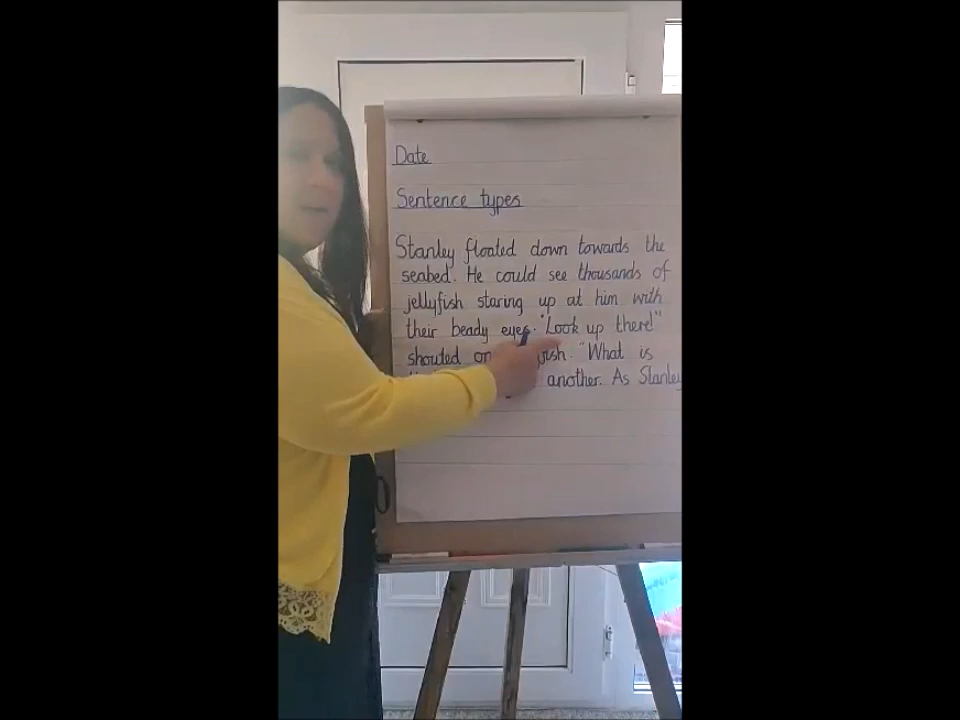 Date
Sentence types
Stanley floated down towards the
seabed. He could see thousands of
jellyfish staring up at him with
their beady eyes. "Look up there!"
shouted "What is
another. As Stanley